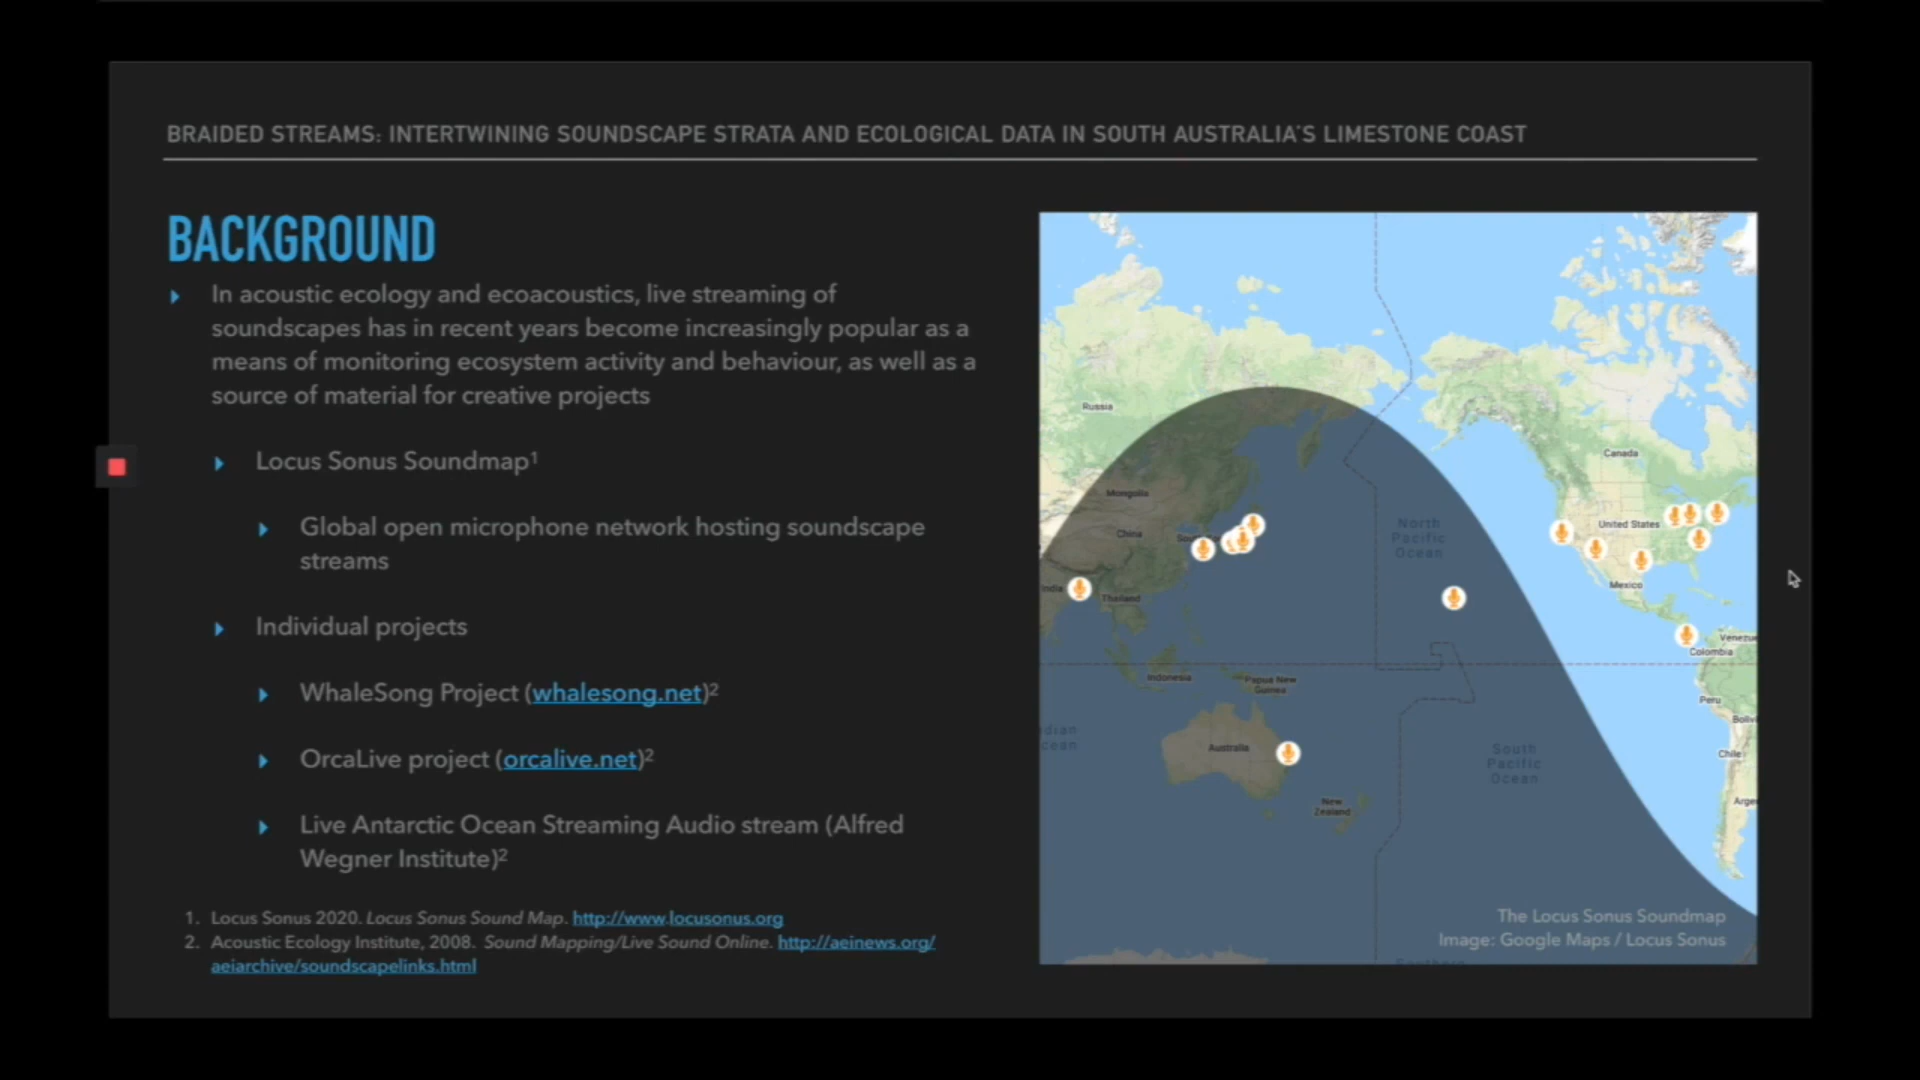 BRAIDED STREAMS: INTERTWINING SOUNDSCAPE STRATA AND ECOLOGICAL DATA IN SOUTH AUSTRALIA'S LIMESTONE COAST
BACKGROUND
In acoustic ecology and ecoacoustics, live streaming of
soundscapes has in recent years become increasingly popular as a
means of monitoring ecosystem activity and behaviour, as well as a
source of material for creative projects
Locus Sonus Soundmap¹
Global open microphone network hosting soundscape
streams
Individual projects
WhaleSong Project (whalesong.net)²
OrcaLive project (orcalive.net)²
Live Antarctic Ocean Streaming Audio stream (Alfred
Wegner Institute)²
1. Locus Sonus 2020. Locus Sonus Sound Map. http://www.locusonus.org
2. Acoustic Ecology Institute, 2008. Sound Mapping/Live Sound Online. http://aeinews.org/
aeiarchive/soundscapelinks.html
Russia
Canada
Mongolia
China
United States
North
Pacific
Ocean
Mexico
Thailand
Colombia
Indonesia
Papua New
Guinea
Peru
Australia
South
Pacific
Ocean
Chile
New
Zealand
The Locus Sonus Soundmap
Image: Google Maps / Locus Sonus